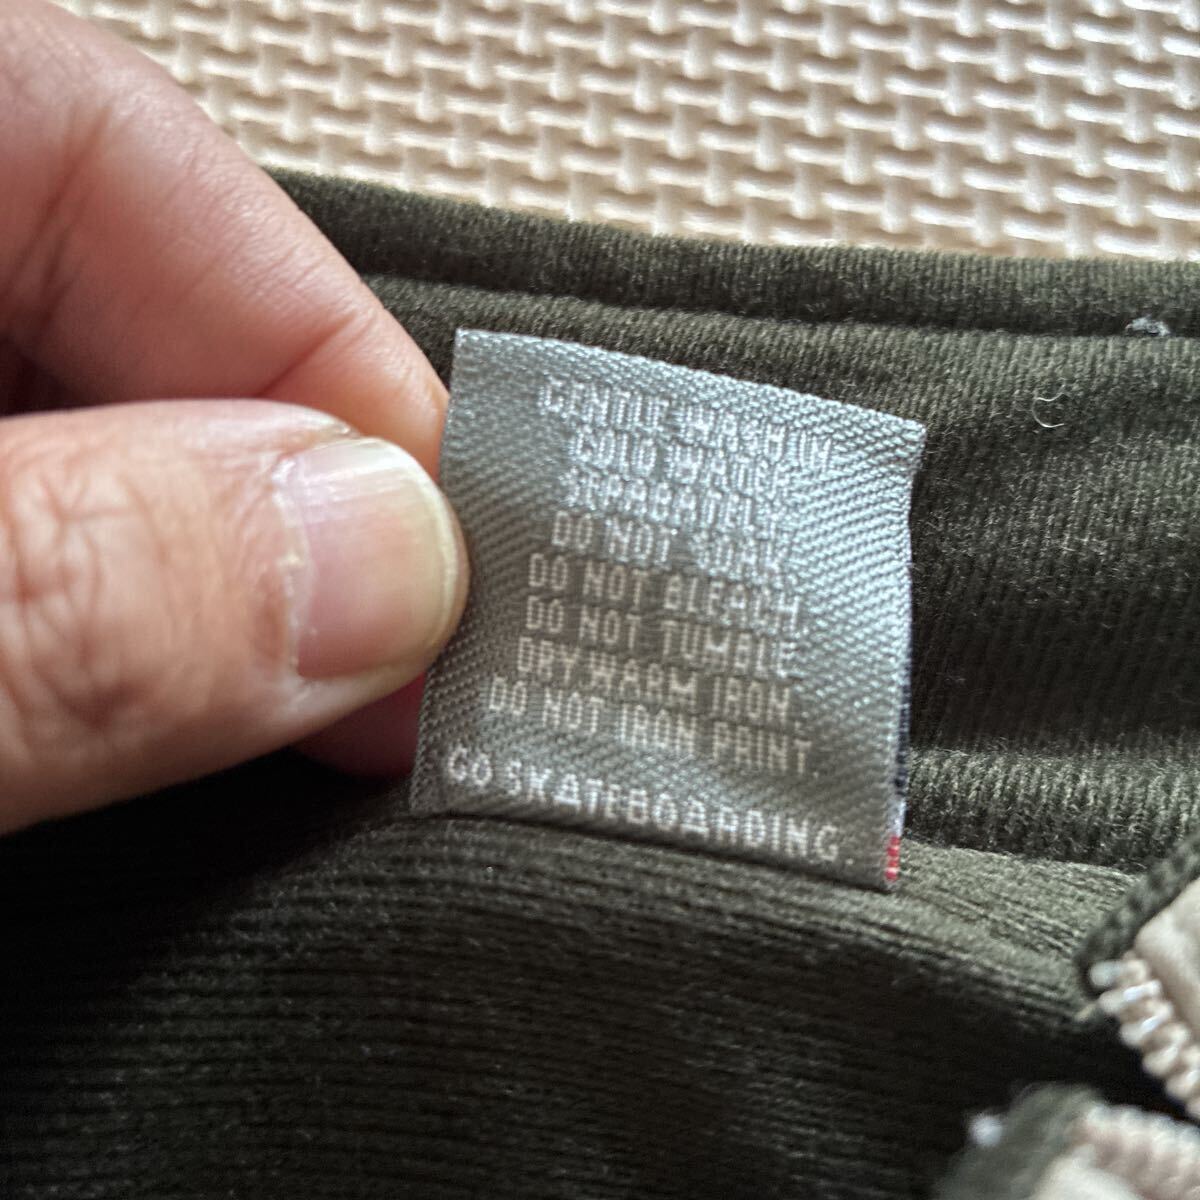 GENTLE WASH IN
COLD WATER
SEPARATELY
DO NOT SOAK.
DO NOT BLEACH
DO NOT TUMBLE
DRY.WARM IRON.
DO NOT IRON PRINT.
GO SKATEBOARDING.